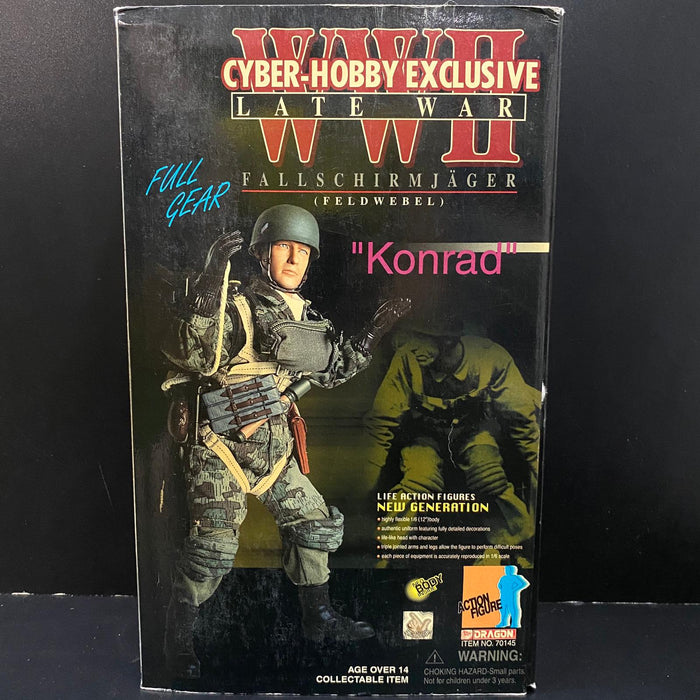 WWII
CYBER-HOBBY EXCLUSIVE
LATE WAR
FALLSCHIRMJÄGER
(FELDWEBEL)
FULL
GEAR
"Konrad"
LIFE ACTION FIGURES
NEW GENERATION
• highly flexible 1/6 (12")body
• authentic uniform featuring fully detailed decorations
• life-like head with character
• triple jointed arms and legs allow the figure to perform difficult poses
• each piece of equipment is accurately reproduced in 1/6 scale
BODY
ACTION
FIGURE
DRAGON
ITEM NO. 70145
WARNING:
CHOKING HAZARD-Small parts.
Not for children under 3 years.
AGE OVER 14
COLLECTABLE ITEM